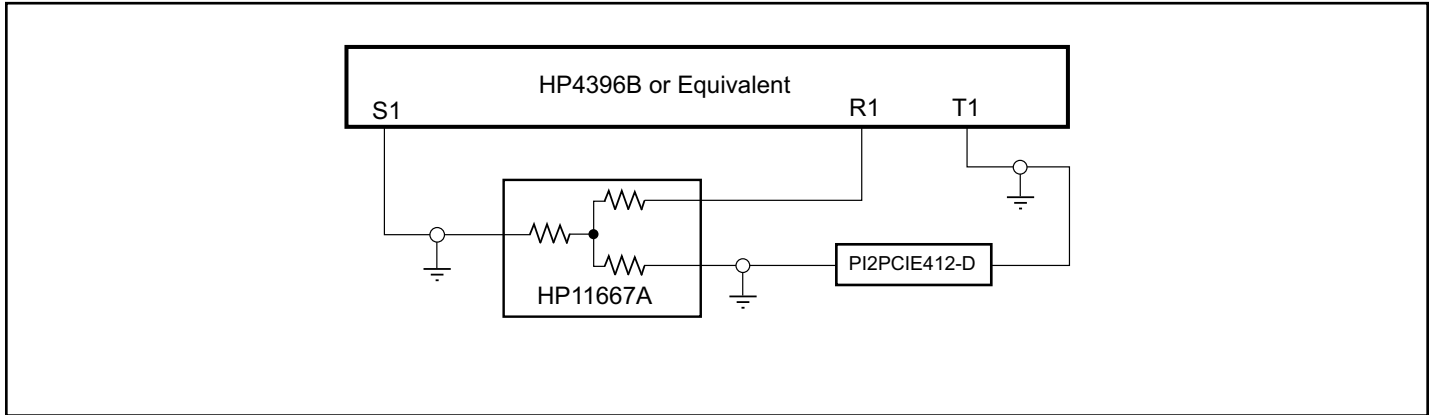 HP4396B or Equivalent
S1
R1
T1
PI2PCIE412-D
HP11667A